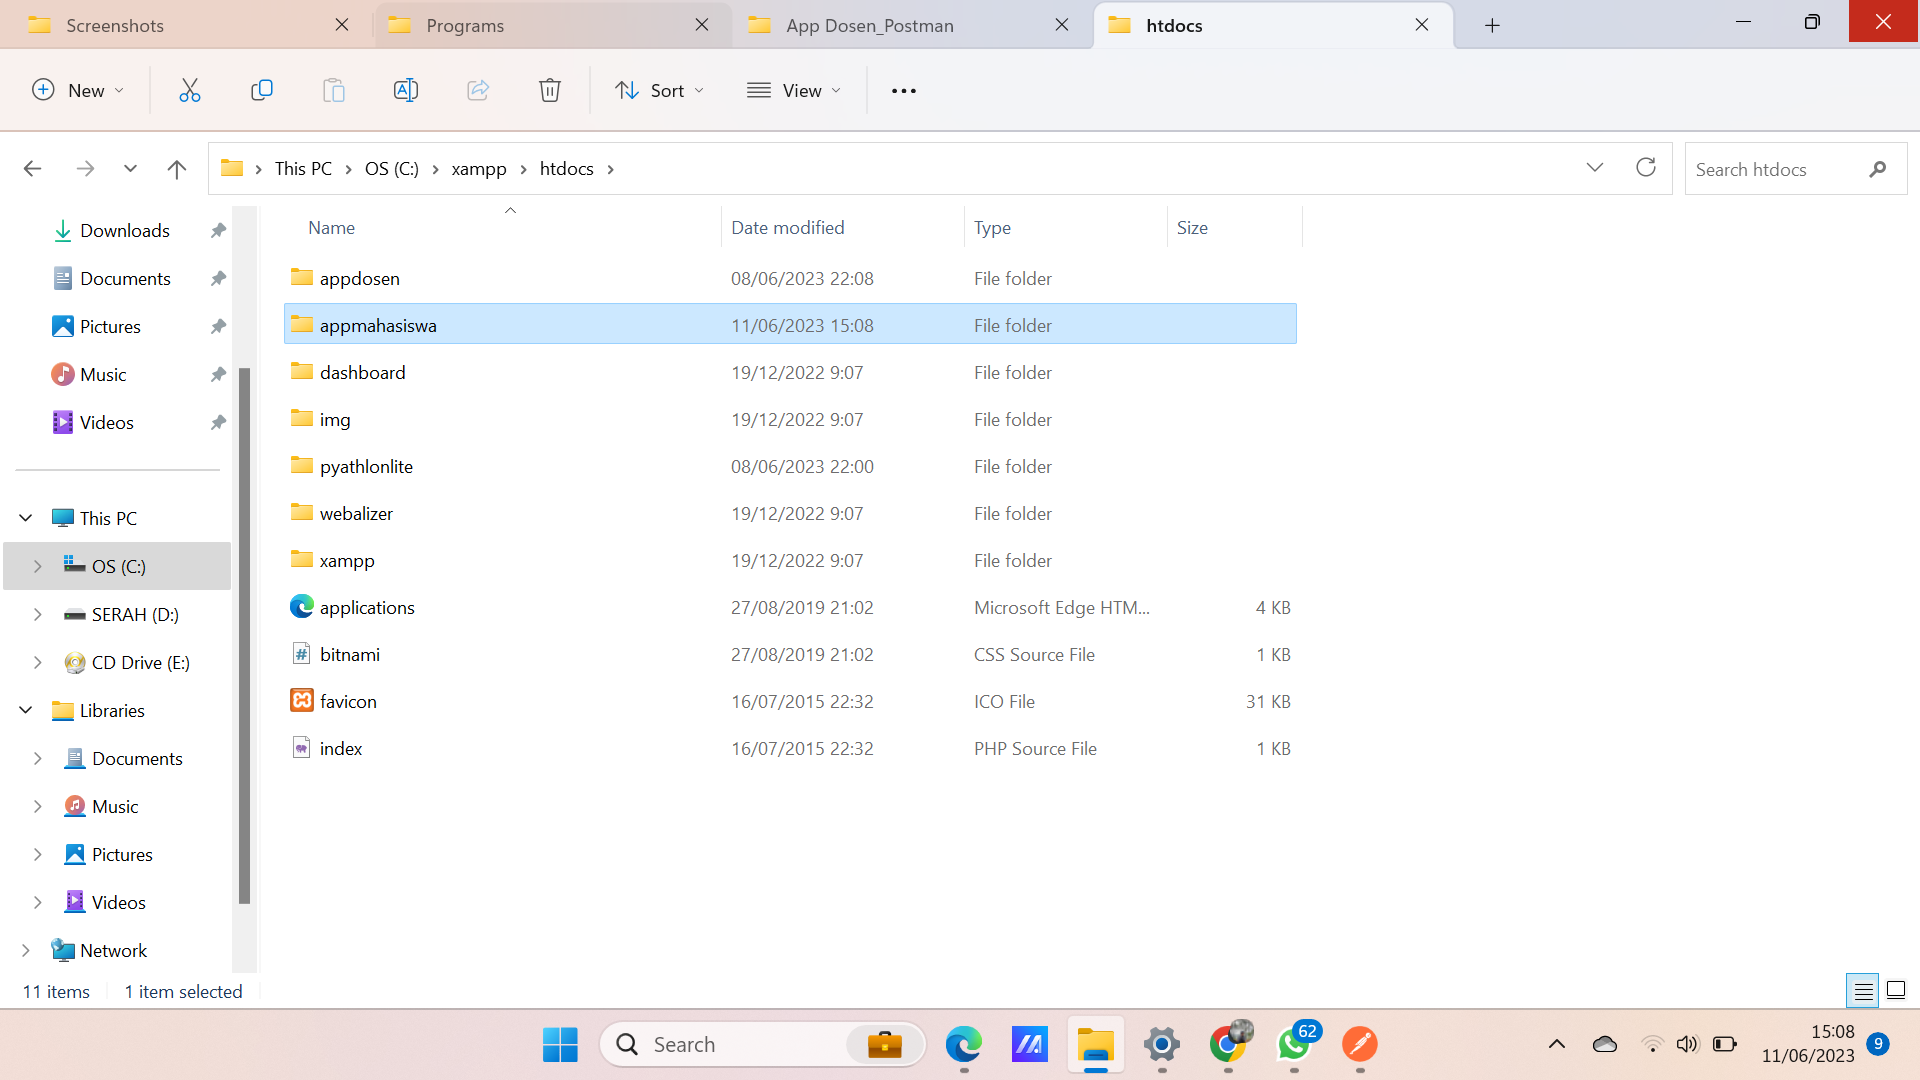 Screenshots
Programs
App Dosen_Postman
htdocs
New
Sort
View
This PC
OS (C:)
xampp
htdocs
Search htdocs
Downloads
Documents
Pictures
Music
Videos
This PC
OS (C:)
SERAH (D:)
CD Drive (E:)
Libraries
Documents
Music
Pictures
Videos
Network
Name Date modified Type Size
appdosen 08/06/2023 22:08 File folder
appmahasiswa 11/06/2023 15:08 File folder
dashboard 19/12/2022 9:07 File folder
img 19/12/2022 9:07 File folder
pyathlonlite 08/06/2023 22:00 File folder
webalizer 19/12/2022 9:07 File folder
xampp 19/12/2022 9:07 File folder
applications 27/08/2019 21:02 Microsoft Edge HTM... 4 KB
bitnami 27/08/2019 21:02 CSS Source File 1 KB
favicon 16/07/2015 22:32 ICO File 31 KB
index 16/07/2015 22:32 PHP Source File 1 KB
11 items 1 item selected
Search
62
15:08
11/06/2023
9